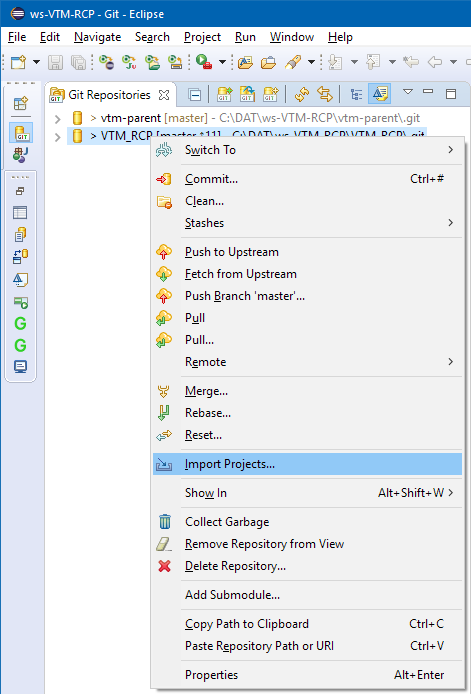 ws-VTM-RCP - Git - Eclipse
File Edit Navigate Search Project Run Window Help
Git Repositories
> vtm-parent [master] - C:\DAT\ws-VTM-RCP\vtm-parent\.git
> VTM_RCP [master ↑11] - C:\DAT\ws-VTM-RCP\VTM-RCP\.git
Switch To
Commit... Ctrl+#
Clean...
Stashes
Push to Upstream
Fetch from Upstream
Push Branch 'master'...
Pull
Pull...
Remote
Merge...
Rebase...
Reset...
Import Projects...
Show In Alt+Shift+W
Collect Garbage
Remove Repository from View
Delete Repository...
Add Submodule...
Copy Path to Clipboard Ctrl+C
Paste Repository Path or URI Ctrl+V
Properties Alt+Enter